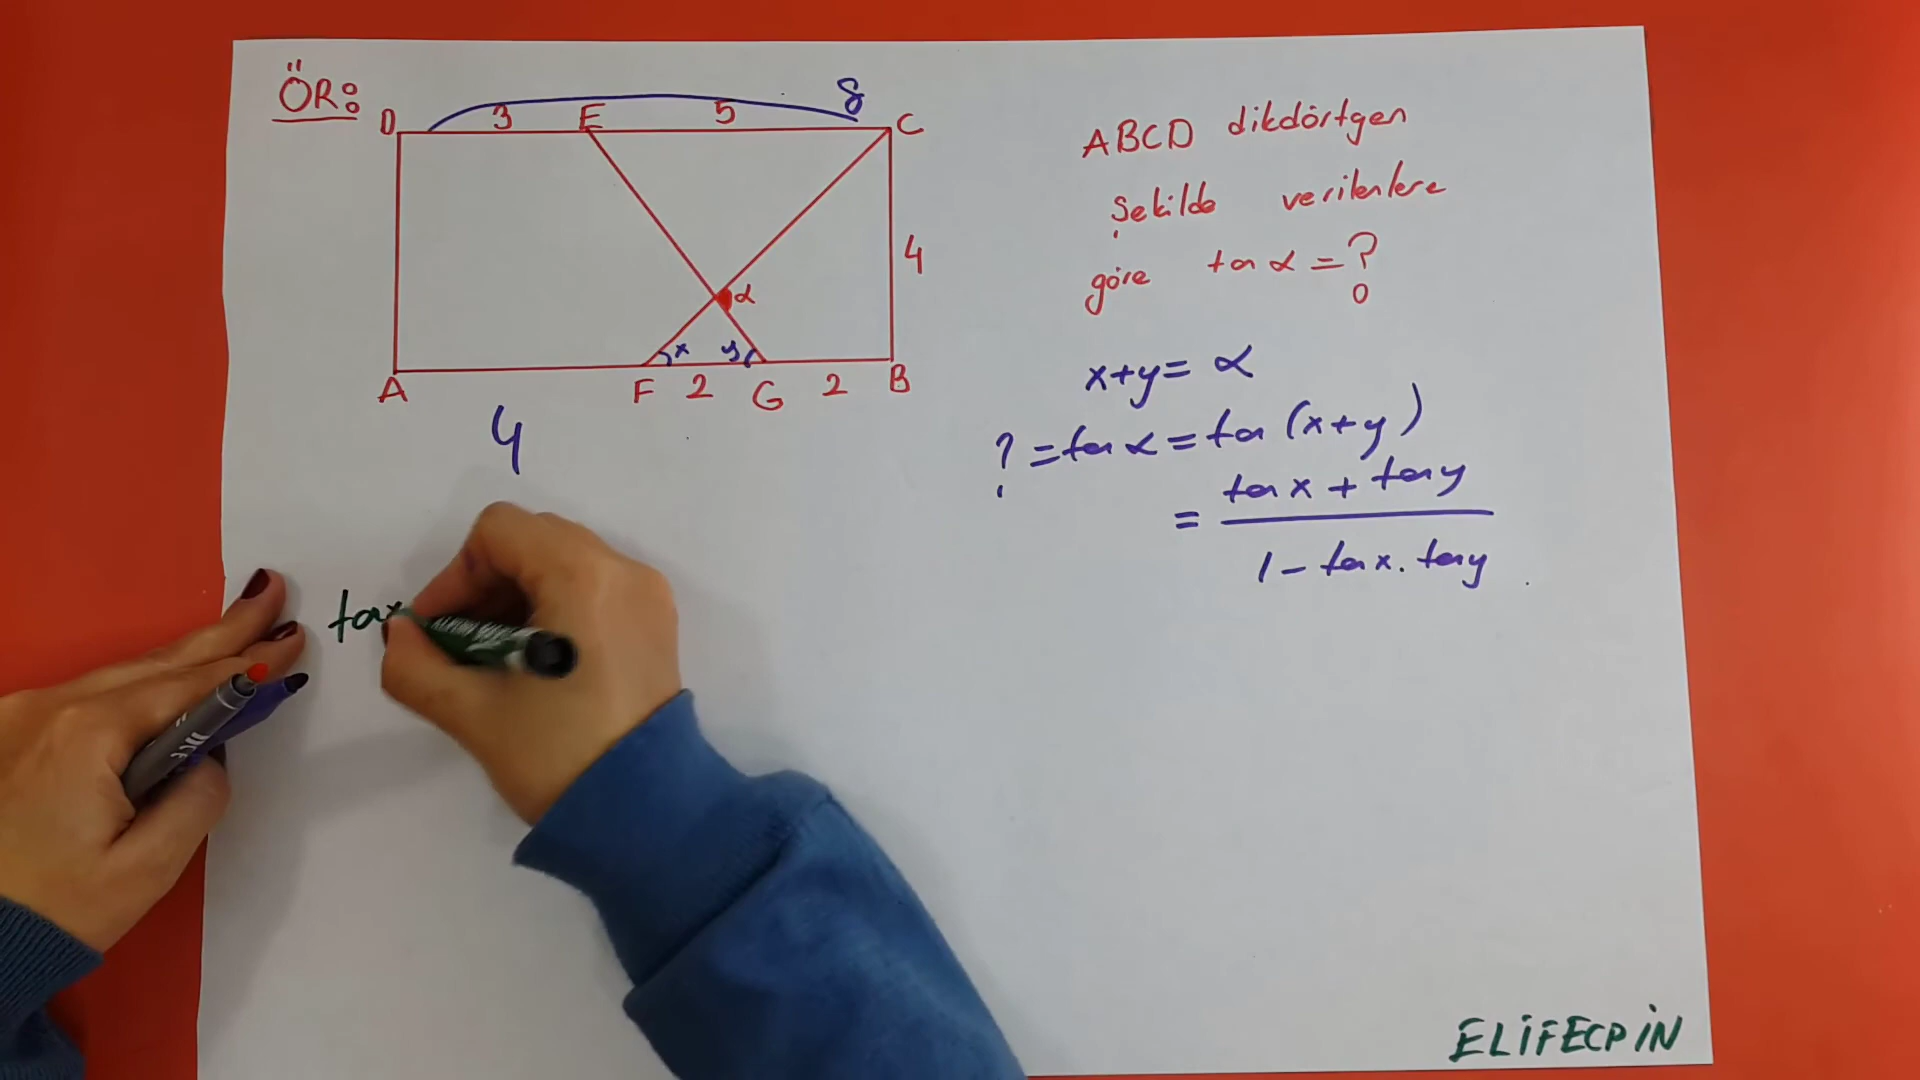 ÖR:
D 3 E 5 8 C
4
α
x y
A F 2 G 2 B
4
ABCD dikdörtgen
Şekilde verilenlere
göre tan α = ?
x+y= α
? = tan α = tan (x+y)
= tan x + tan y
1 - tan x . tan y
tan
ELİFECPİN